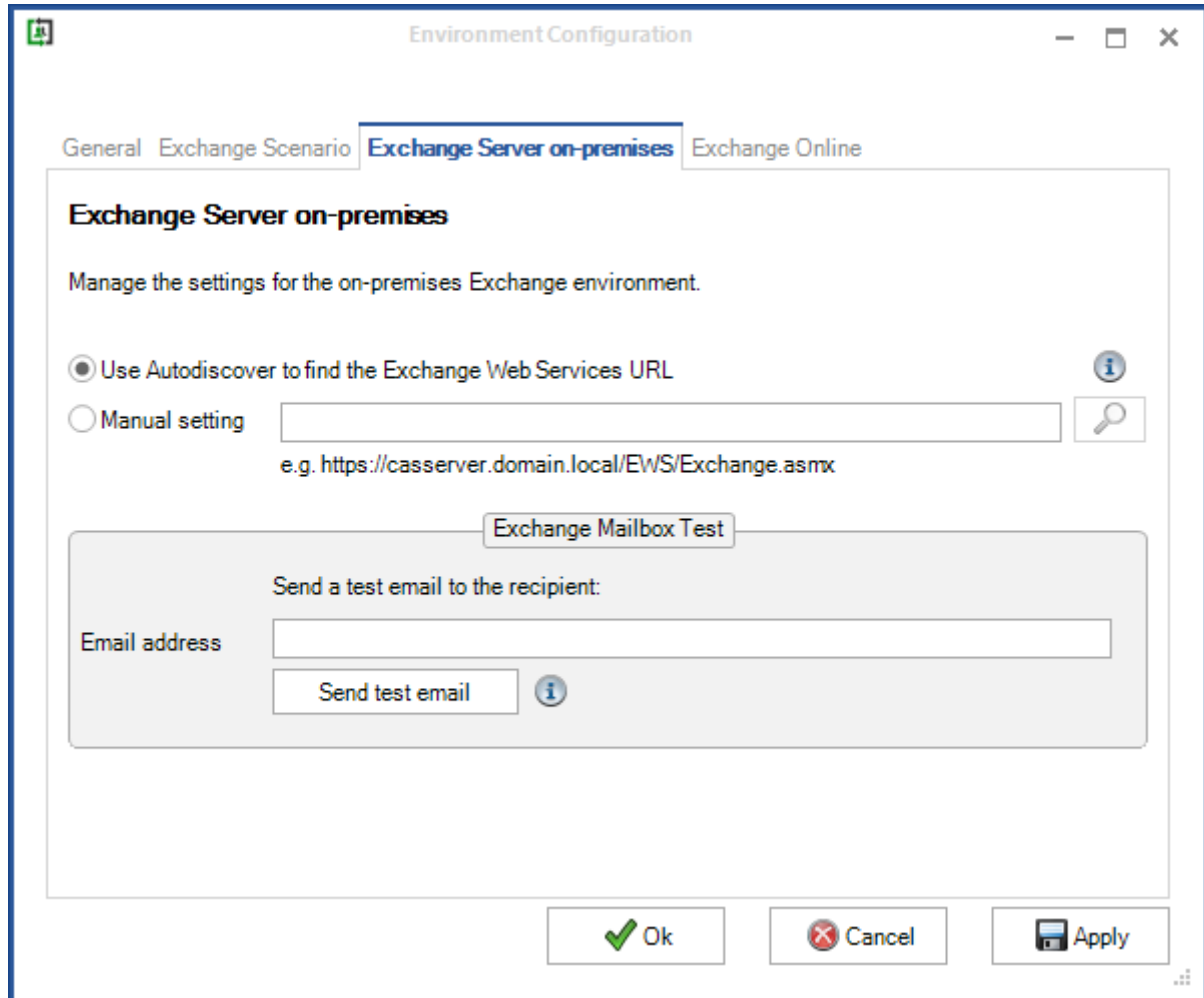 Environment Configuration
General Exchange Scenario Exchange Server on-premises Exchange Online
Exchange Server on-premises
Manage the settings for the on-premises Exchange environment.
Use Autodiscover to find the Exchange Web Services URL
Manual setting
e.g. https://casserver.domain.local/EWS/Exchange.asmx
Exchange Mailbox Test
Send a test email to the recipient:
Email address
Send test email
Ok Cancel Apply